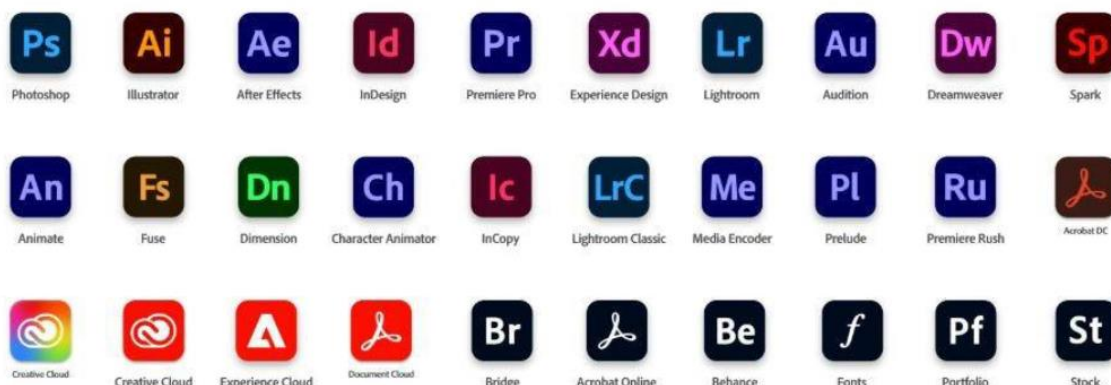 Ps Ai Ae Id Pr Xd Lr Au Dw Sp
Photoshop Illustrator After Effects InDesign Premiere Pro Experience Design Lightroom Audition Dreamweaver Spark
An Fs Dn Ch Ic LrC Me Pl Ru
Animate Fuse Dimension Character Animator InCopy Lightroom Classic Media Encoder Prelude Premiere Rush Acrobat DC
Br Be f Pf St
Creative Cloud Creative Cloud Experience Cloud Document Cloud Bridge Acrobat Online Behance Fonts Portfolio Stock